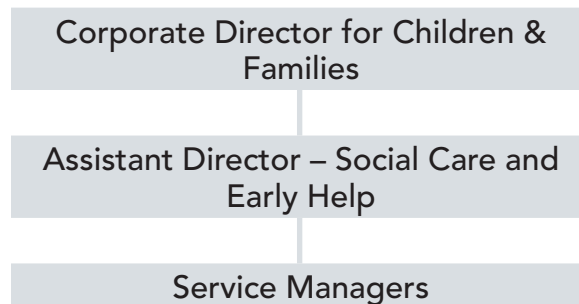 Corporate Director for Children &
Families
Assistant Director – Social Care and
Early Help
Service Managers